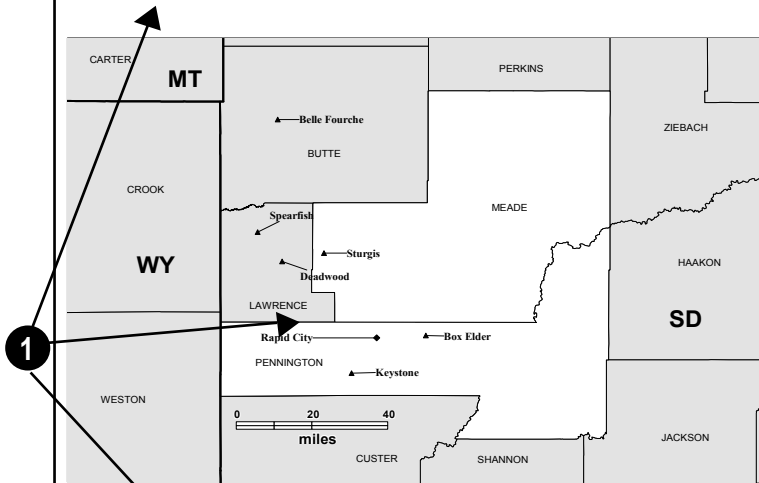 CARTER
MT
PERKINS
Belle Fourche
ZIEBACH
BUTTE
CROOK
MEADE
Spearfish
Sturgis
WY
HAAKON
Deadwood
LAWRENCE
SD
1
Rapid City
Box Elder
PENNINGTON
Keystone
WESTON
0 20 40
miles
JACKSON
CUSTER
SHANNON